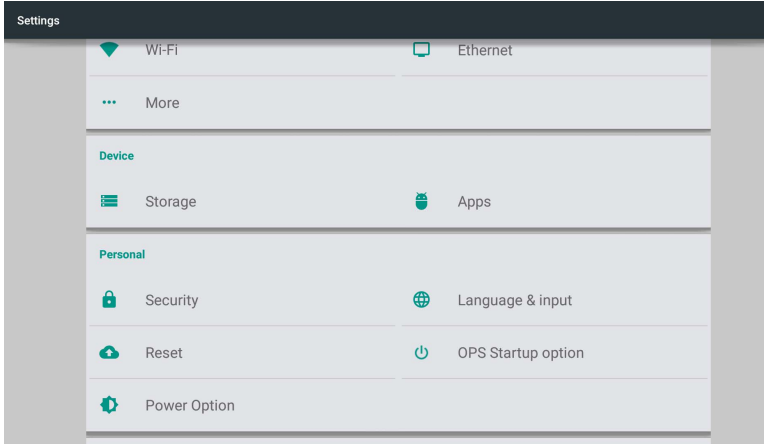 Settings
Wi-Fi
Ethernet
More
Device
Storage
Apps
Personal
Security
Language & input
Reset
OPS Startup option
Power Option